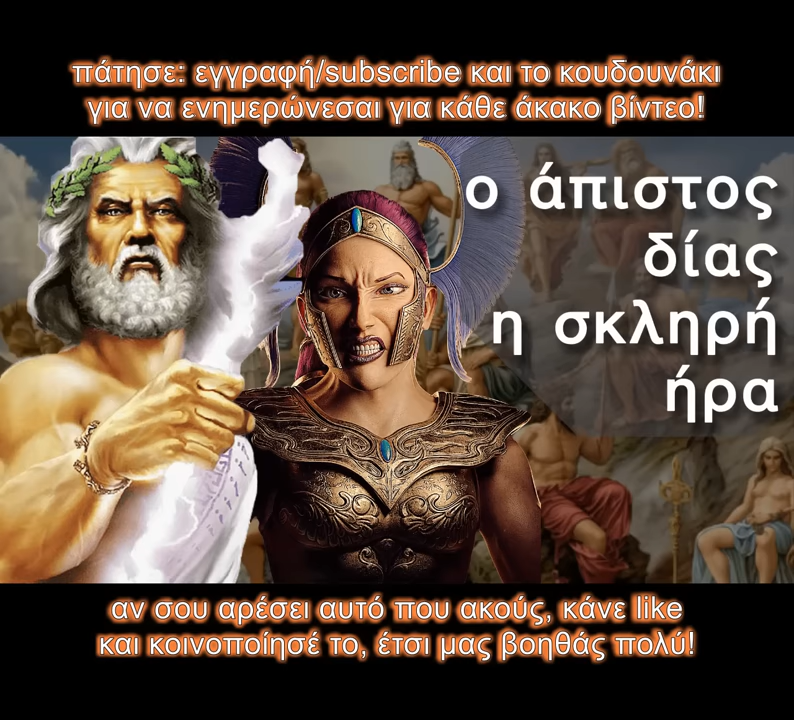 πάτησε: εγγραφή/subscribe και το κουδουνάκι
για να ενημερώνεσαι για κάθε άκακο βίντεο!
ο άπιστος
δίας
η σκληρή
ήρα
αν σου αρέσει αυτό που ακούς, κάνε like
και κοινοποίησέ το, έτσι μας βοηθάς πολύ!